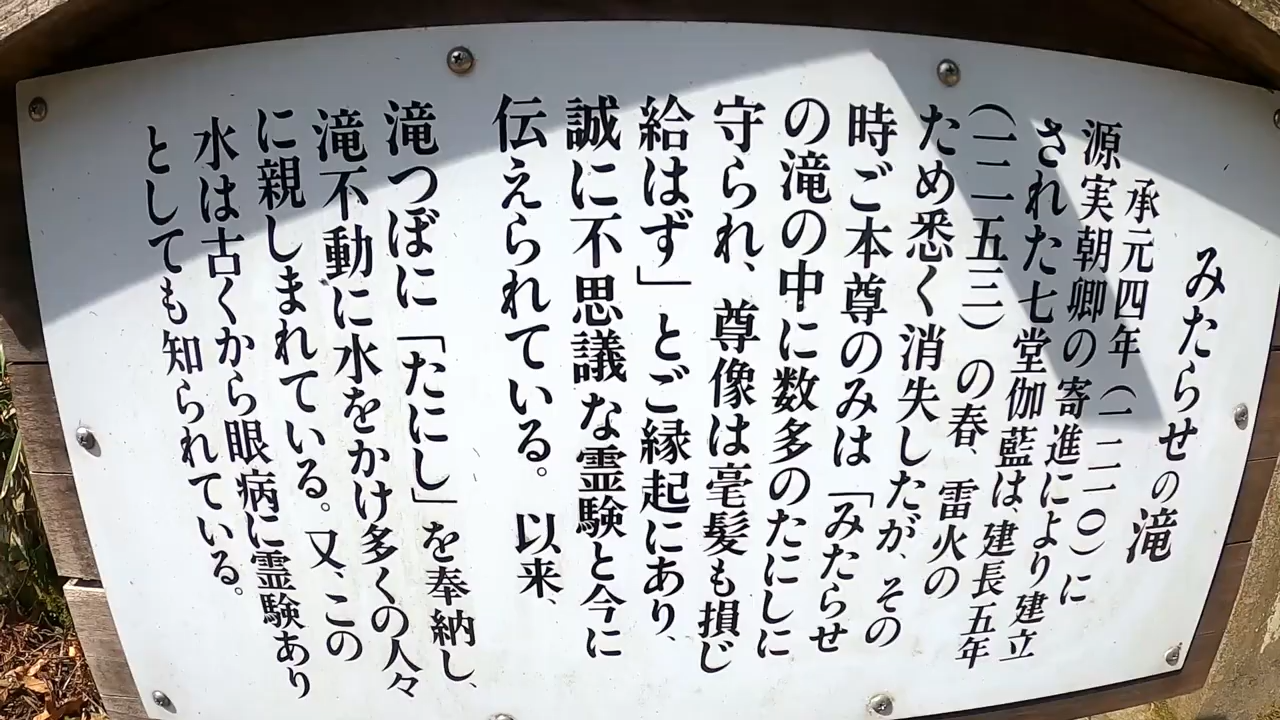 みたらせの滝
承元四年(一二一〇)に
源実朝卿の寄進により建立
された七堂伽藍は、建長五年
(一二五三)の春、雷火の
ため悉く消失したが、その
時ご本尊のみは「みたらせ
の滝の中に数多のたにしに
守られ、尊像は毫髪も損じ
給はず」とご縁起にあり、
誠に不思議な霊験と今に
伝えられている。以来、
滝つぼに「たにし」を奉納し、
滝不動に水をかけ多くの人々
に親しまれている。又、この
水は古くから眼病に霊験あり
としても知られている。